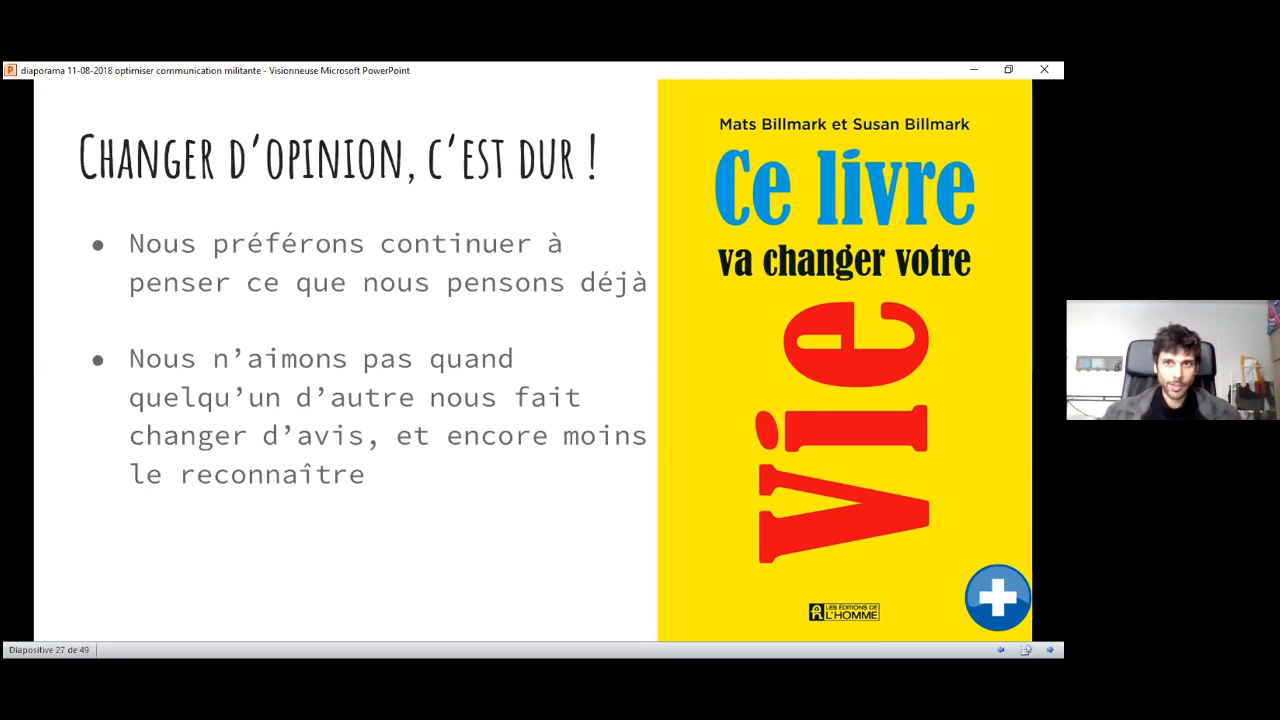 diaporama 11-08-2018 optimiser communication militante - Visionneuse Microsoft PowerPoint
Changer d'opinion, c'est dur !
● Nous préférons continuer à
penser ce que nous pensons déjà
● Nous n'aimons pas quand
quelqu'un d'autre nous fait
changer d'avis, et encore moins
le reconnaître
Mats Billmark et Susan Billmark
Ce livre
va changer votre
vie
LES ÉDITIONS DE
L'HOMME
Diapositive 27 de 49